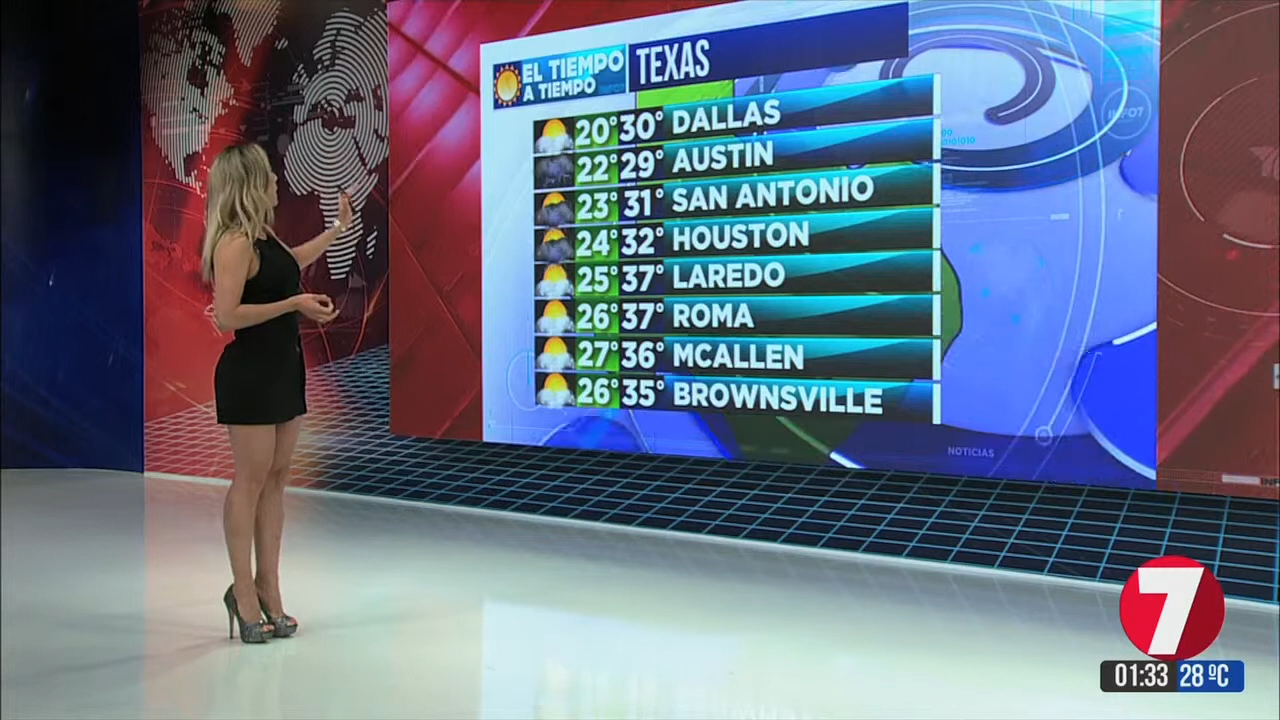 EL TIEMPO
A TIEMPO
TEXAS
20° 30° DALLAS
22° 29° AUSTIN
23° 31° SAN ANTONIO
24° 32° HOUSTON
25° 37° LAREDO
26° 37° ROMA
27° 36° MCALLEN
26° 35° BROWNSVILLE
INFO7
NOTICIAS
7
01:33 28 ºC